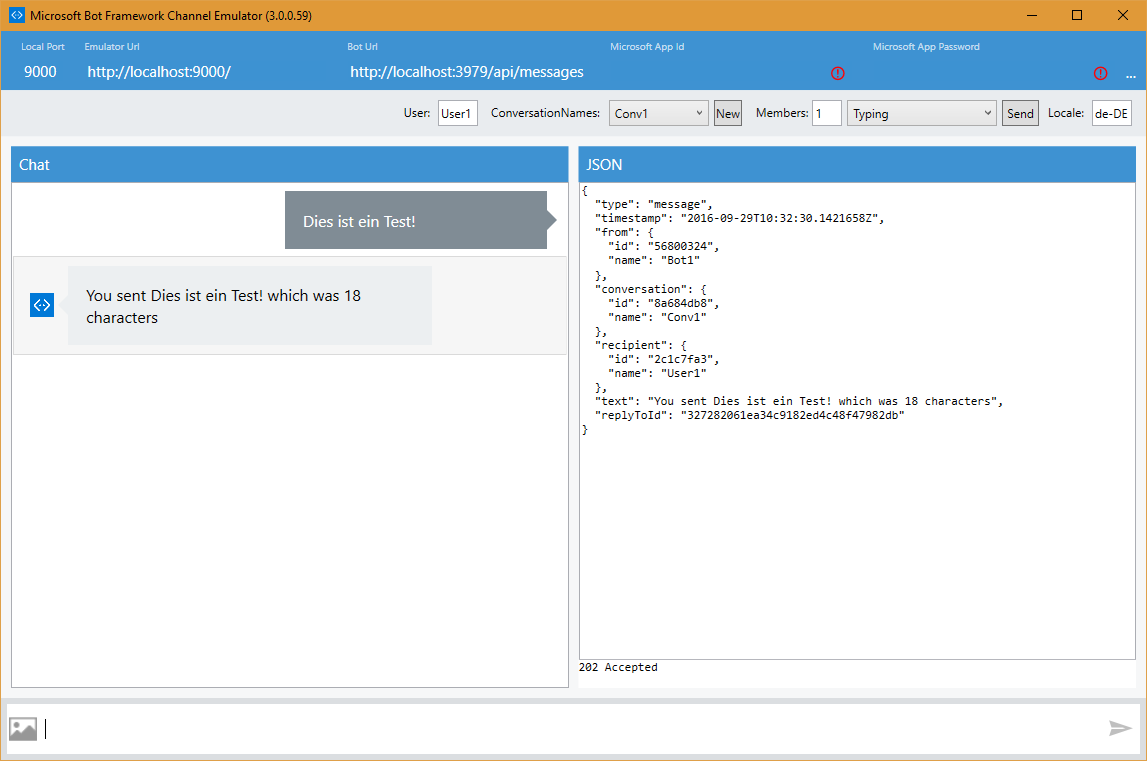 Microsoft Bot Framework Channel Emulator (3.0.0.59)
Local Port Emulator Url Bot Url Microsoft App Id Microsoft App Password
9000 http://localhost:9000/ http://localhost:3979/api/messages ...
User: User1 ConversationNames: Conv1 New Members: 1 Typing Send Locale: de-DE
Chat
Dies ist ein Test!
You sent Dies ist ein Test! which was 18
characters
JSON
{
  "type": "message",
  "timestamp": "2016-09-29T10:32:30.1421658Z",
  "from": {
    "id": "56800324",
    "name": "Bot1"
  },
  "conversation": {
    "id": "8a684db8",
    "name": "Conv1"
  },
  "recipient": {
    "id": "2c1c7fa3",
    "name": "User1"
  },
  "text": "You sent Dies ist ein Test! which was 18 characters",
  "replyToId": "327282061ea34c9182ed4c48f47982db"
}
202 Accepted